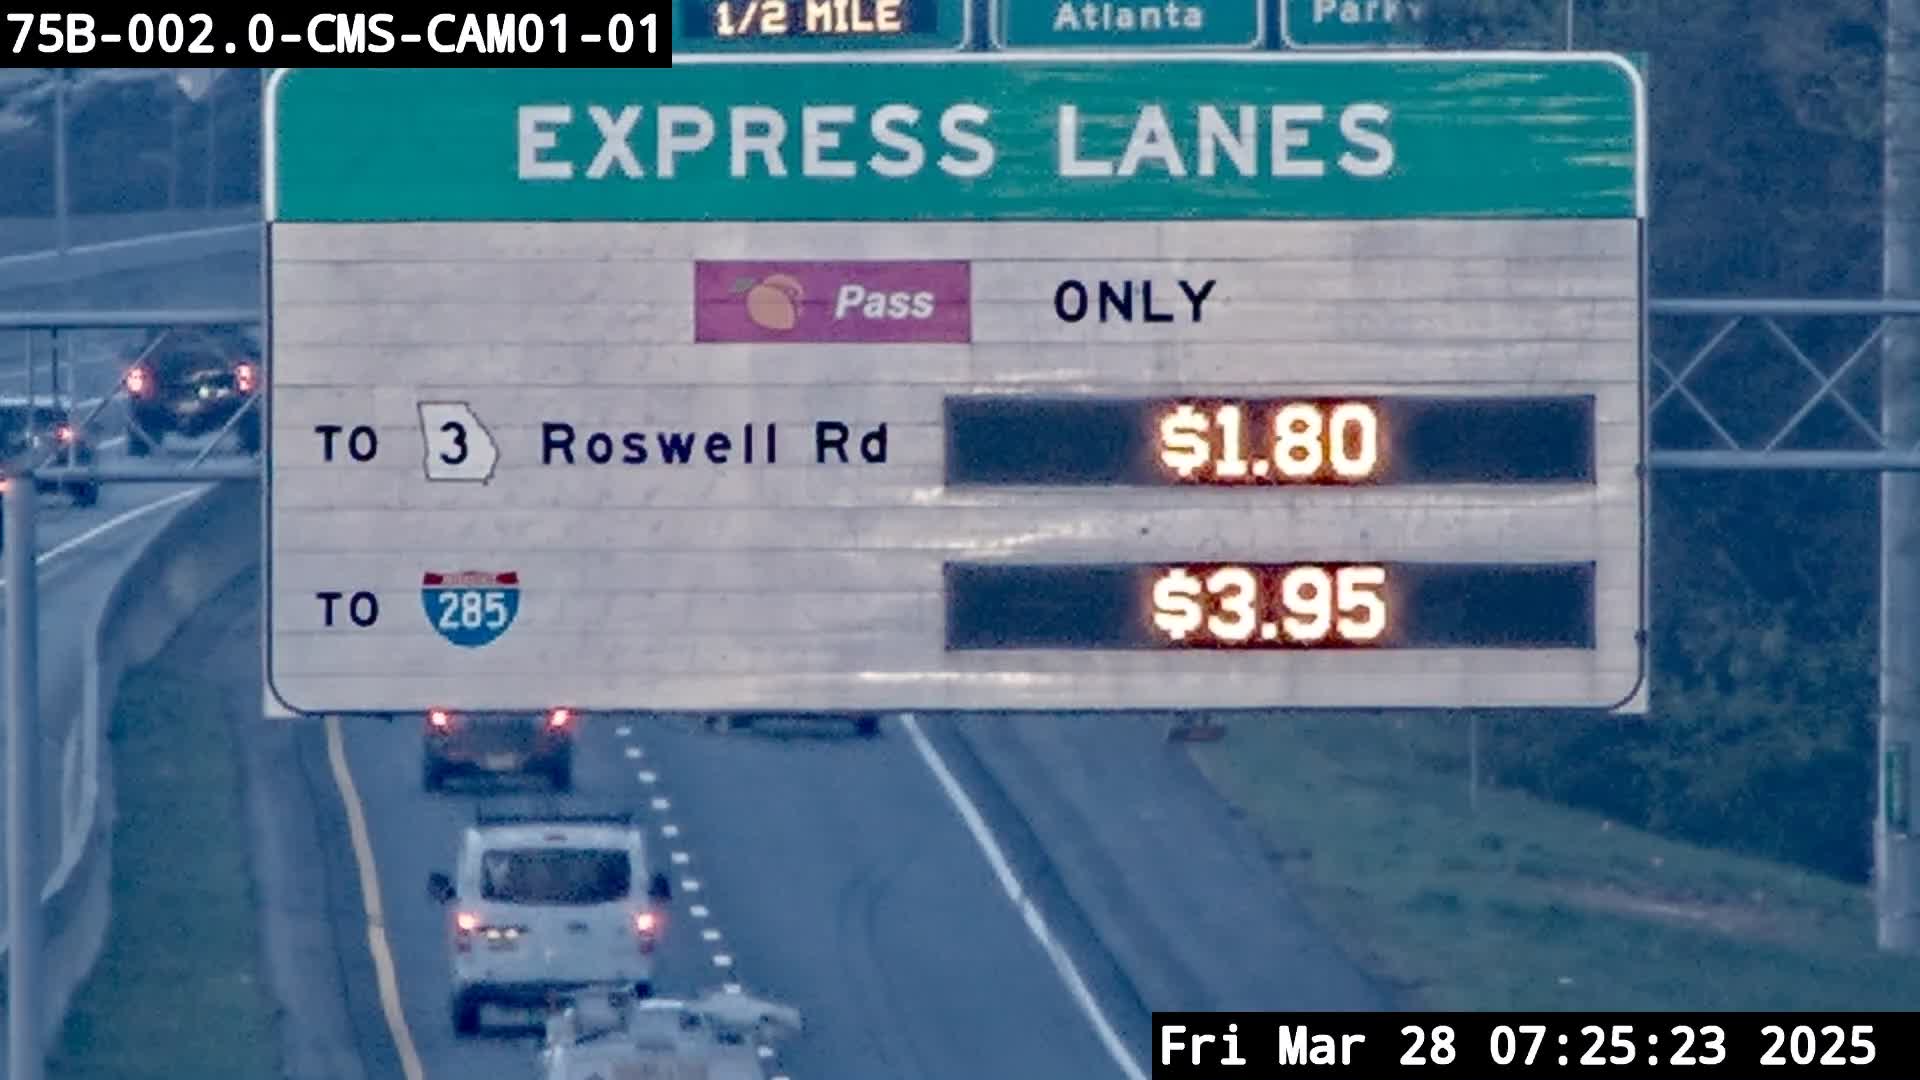 75B-002.0-CMS-CAM01-01
1/2 MILE
Atlanta
EXPRESS LANES
Pass ONLY
TO 3 Roswell Rd $1.80
TO 285 $3.95
Fri Mar 28 07:25:23 2025